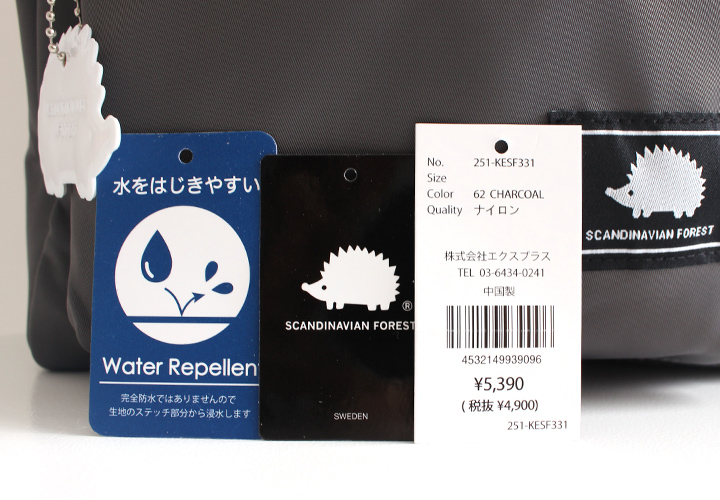 水をはじきやすい
Water Repellent
完全防水ではありませんので
生地のステッチ部分から浸水します
SCANDINAVIAN FOREST
®
SWEDEN
No. 251-KESF331
Size
Color 62 CHARCOAL
Quality ナイロン
株式会社エクスプラス
TEL 03-6434-0241
中国製
4532149939096
¥5,390
(税抜 ¥4,900)
251-KESF331
SCANDINAVIAN FOREST